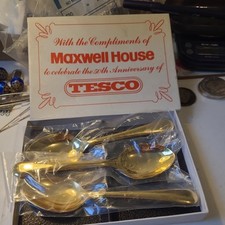 With the Compliments of
Maxwell House
to celebrate the 50th Anniversary of
TESCO